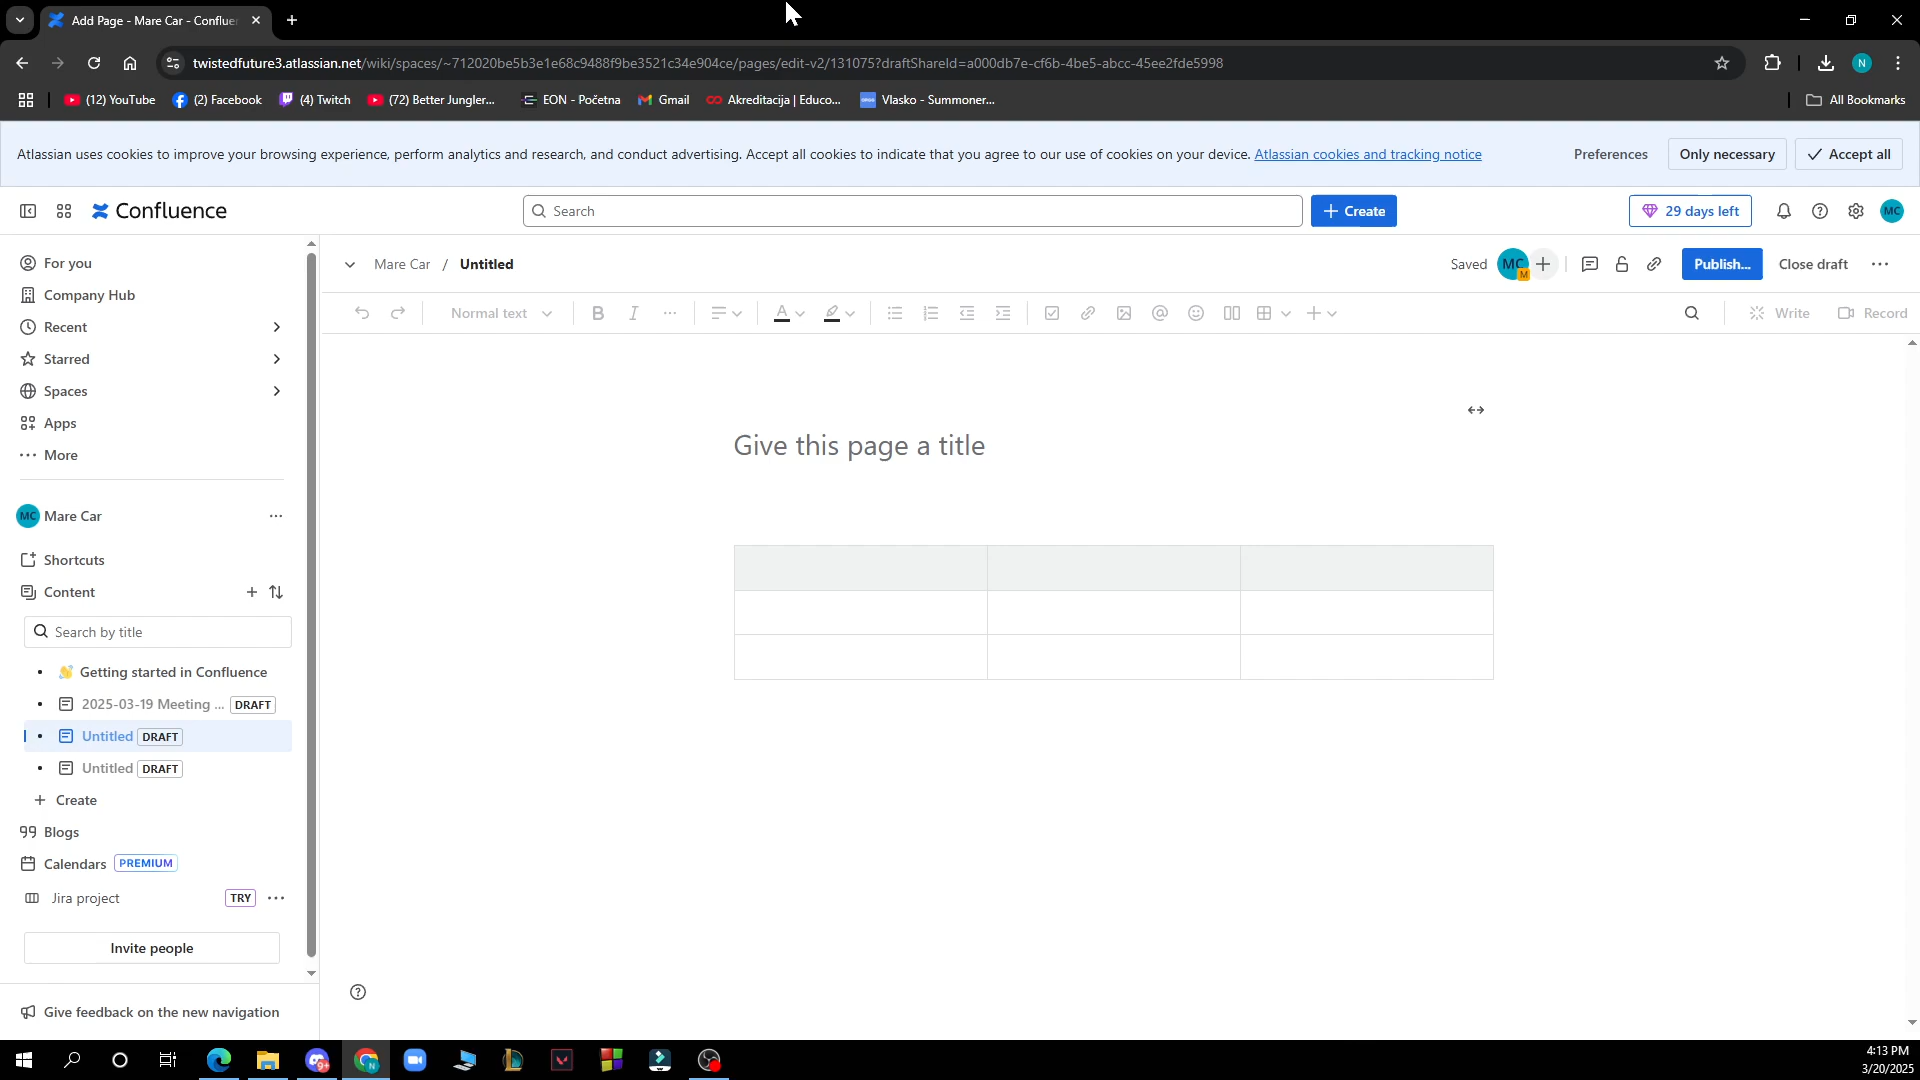 Add Page - Mare Car - Conflue
twistedfuture3.atlassian.net/wiki/spaces/~712020be5b3e1e68c9488f9be3521c34e904ce/pages/edit-v2/131075?draftShareId=a000db7e-cf6b-4be5-abcc-45ee2fde5998
(12) YouTube (2) Facebook (4) Twitch (72) Better Jungler... EON - Početna Gmail Akreditacija | Educo... Vlasko - Summoner... All Bookmarks
Atlassian uses cookies to improve your browsing experience, perform analytics and research, and conduct advertising. Accept all cookies to indicate that you agree to our use of cookies on your device. Atlassian cookies and tracking notice Preferences Only necessary Accept all
Confluence Search Create 29 days left MC
For you
Company Hub
Recent
Starred
Spaces
Apps
More
MC Mare Car
Shortcuts
Content
Search by title
Getting started in Confluence
2025-03-19 Meeting ... DRAFT
Untitled DRAFT
Untitled DRAFT
Create
Blogs
Calendars PREMIUM
Jira project TRY
Invite people
Give feedback on the new navigation
Mare Car / Untitled Saved MC M Publish... Close draft
Normal text B I A Write Record
Give this page a title
4:13 PM
3/20/2025